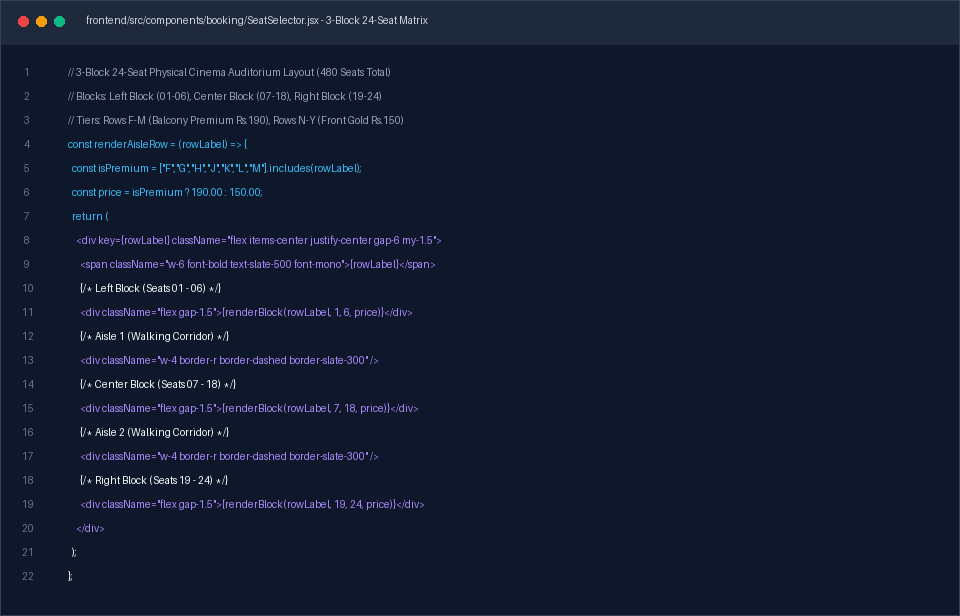 frontend/src/components/booking/SeatSelector.jsx - 3-Block 24-Seat Matrix
1 // 3-Block 24-Seat Physical Cinema Auditorium Layout (480 Seats Total)
2 // Blocks: Left Block (01-06), Center Block (07-18), Right Block (19-24)
3 // Tiers: Rows F-M (Balcony Premium Rs.190), Rows N-Y (Front Gold Rs.150)
4 const renderAisleRow = (rowLabel) => {
5 const isPremium = ["F","G","H","J","K","L","M"].includes(rowLabel);
6 const price = isPremium ? 190.00 : 150.00;
7 return (
8 <div key={rowLabel} className="flex items-center justify-center gap-6 my-1.5">
9 <span className="w-6 font-bold text-slate-500 font-mono">{rowLabel}</span>
10 {/* Left Block (Seats 01 - 06) */}
11 <div className="flex gap-1.5">{renderBlock(rowLabel, 1, 6, price)}</div>
12 {/* Aisle 1 (Walking Corridor) */}
13 <div className="w-4 border-r border-dashed border-slate-300" />
14 {/* Center Block (Seats 07 - 18) */}
15 <div className="flex gap-1.5">{renderBlock(rowLabel, 7, 18, price)}</div>
16 {/* Aisle 2 (Walking Corridor) */}
17 <div className="w-4 border-r border-dashed border-slate-300" />
18 {/* Right Block (Seats 19 - 24) */}
19 <div className="flex gap-1.5">{renderBlock(rowLabel, 19, 24, price)}</div>
20 </div>
21 );
22 };